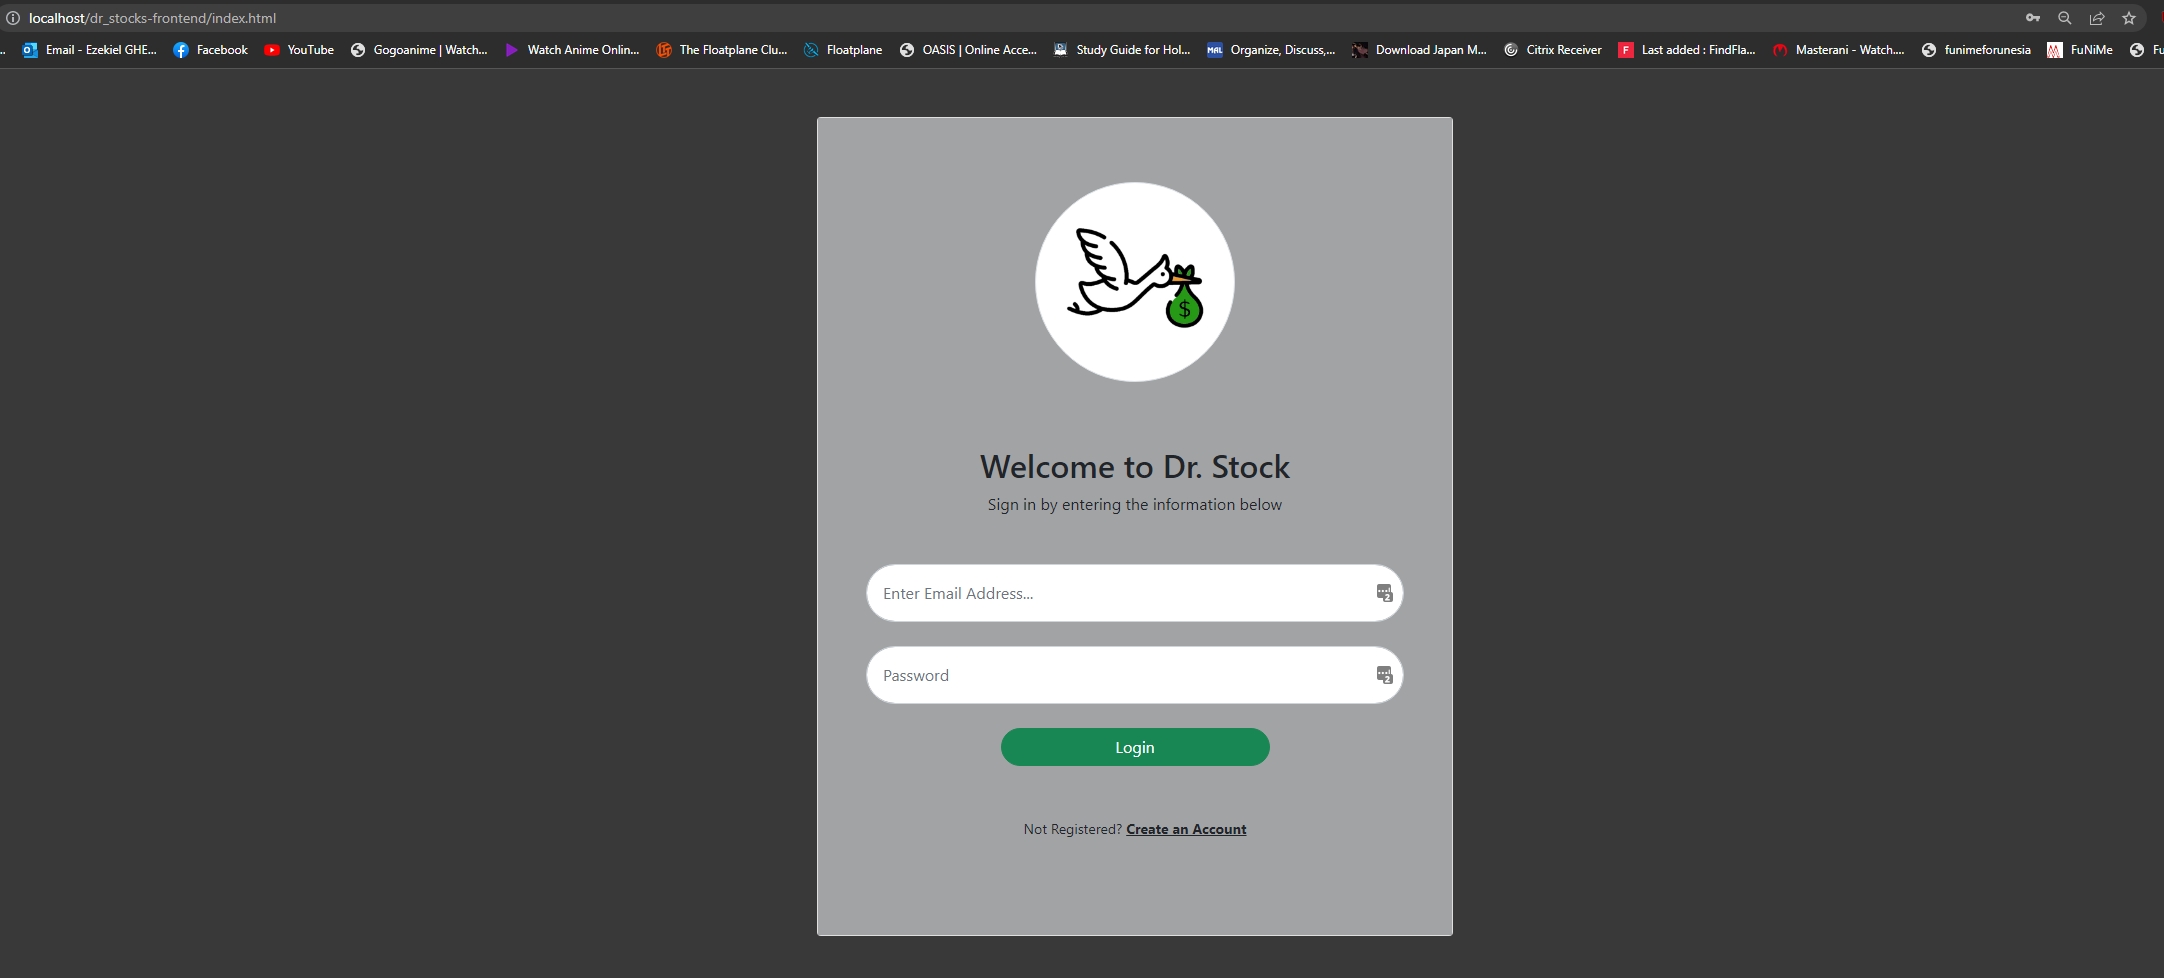 localhost/dr_stocks-frontend/index.html
Email - Ezekiel GHE... Facebook YouTube Gogoanime | Watch... Watch Anime Onlin... The Floatplane Clu... Floatplane OASIS | Online Acce... Study Guide for Hol... MAL Organize, Discuss,... Download Japan M... Citrix Receiver F Last added : FindFla... Masterani - Watch.... funimeforunesia FuNiMe Fu
$
Welcome to Dr. Stock
Sign in by entering the information below
Enter Email Address...
2
Password
2
Login
Not Registered? Create an Account